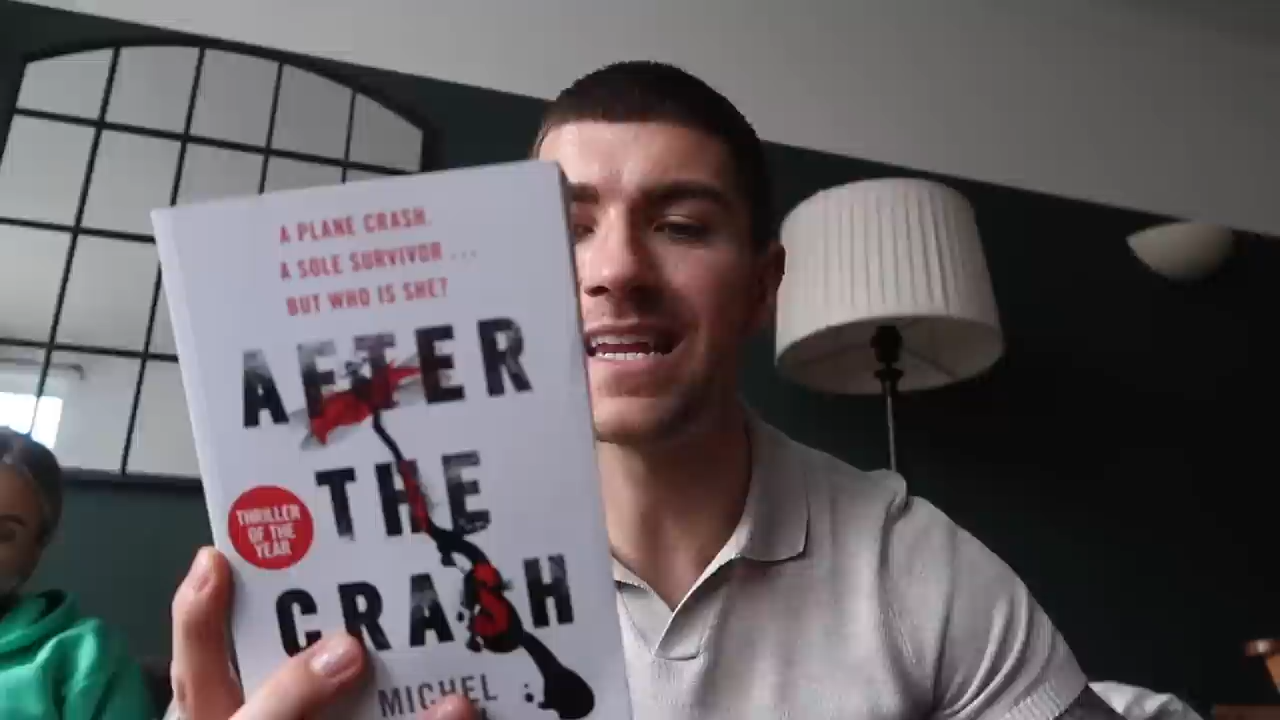 A PLANE CRASH.
A SOLE SURVIVOR ...
BUT WHO IS SHE?
AFTER
THE
THRILLER
OF THE
YEAR
CRASH
MICHEL